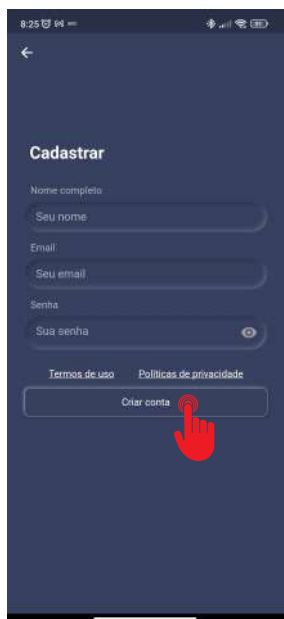 8:25
Cadastrar
Nome completo
Seu nome
Email
Seu email
Senha
Sua senha
Termos de uso Políticas de privacidade
Criar conta